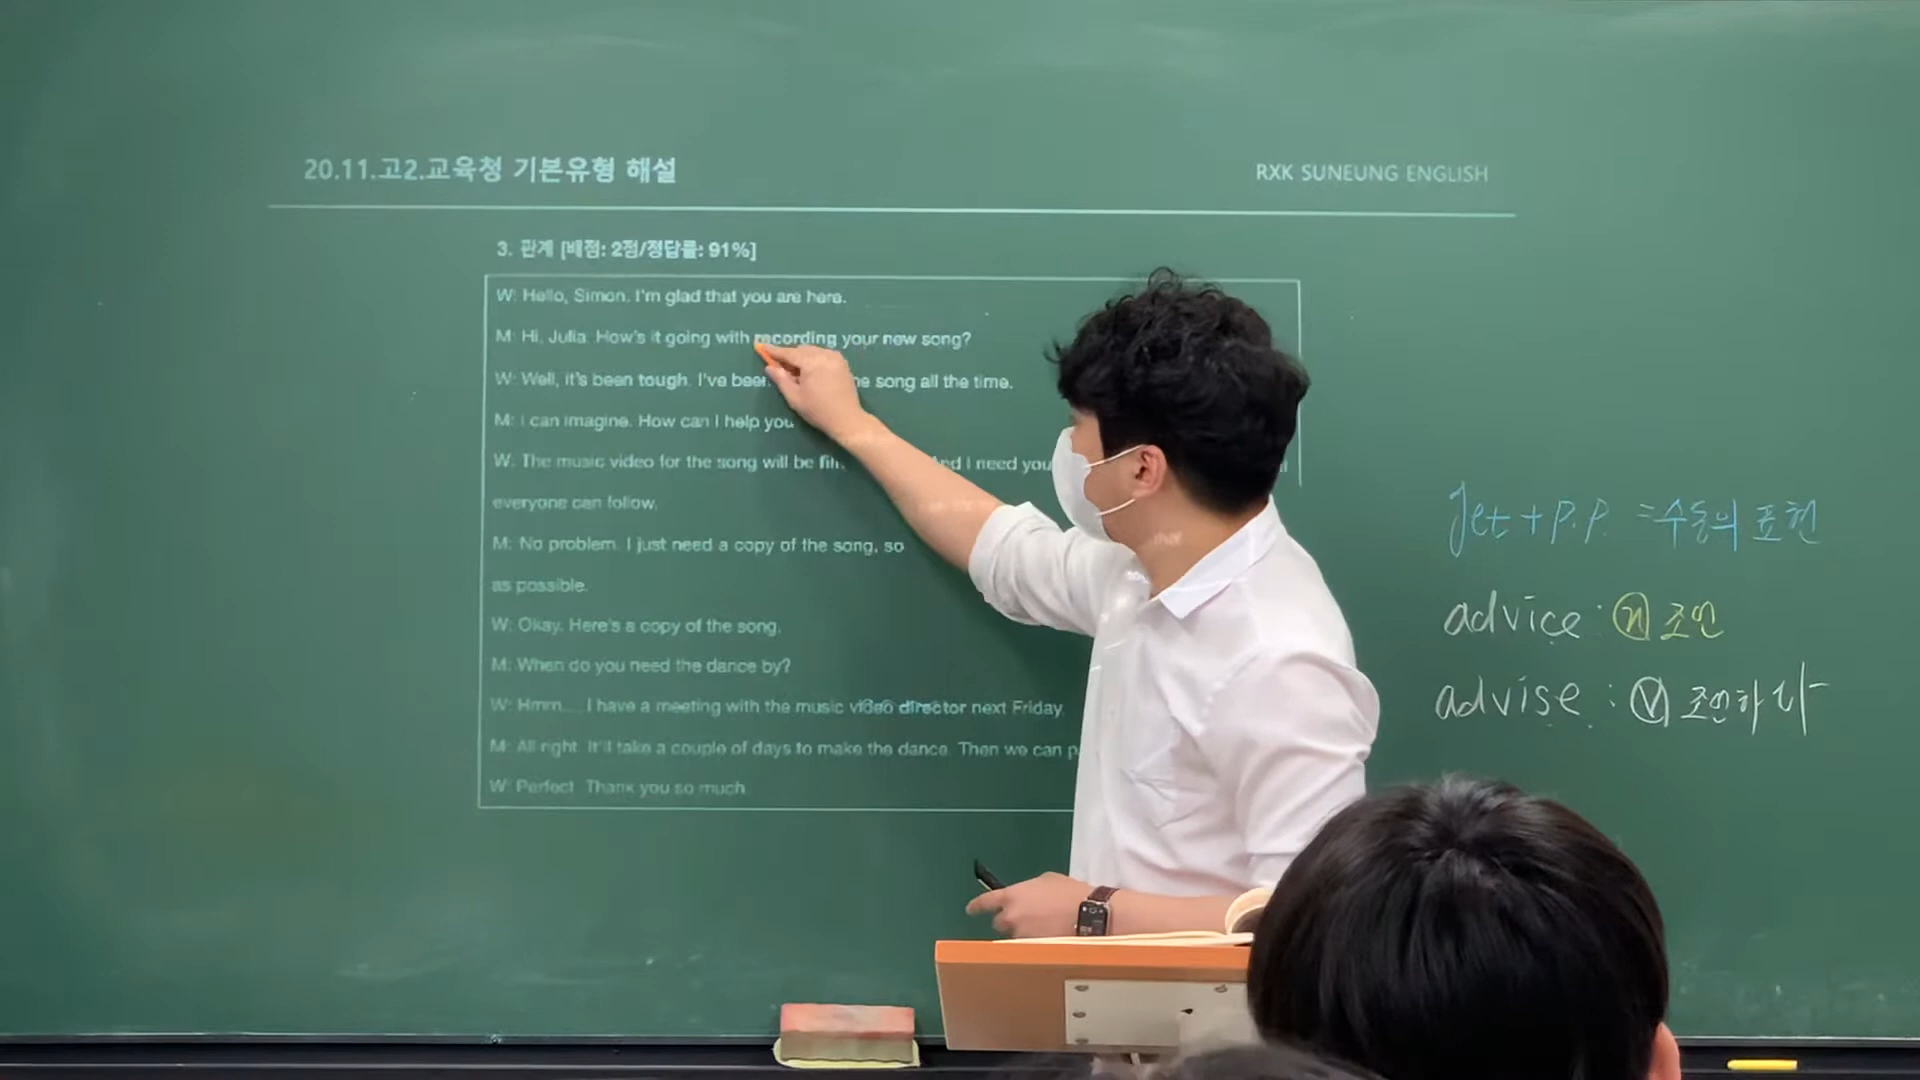 20.11.고2.교육청 기본유형 해설
RXK SUNEUNG ENGLISH
3. 관계 [배점: 2점/정답률: 91%]
W: Hello, Simon. I'm glad that you are here.
M: Hi, Julia. How's it going with recording your new song?
W: Well, it's been tough. I've been song all the time.
M: I can imagine. How can I help you
W: The music video for the song will be I need you
everyone can follow.
M: No problem. I just need a copy of the song, so
as possible.
W: Okay. Here's a copy of the song.
M: When do you need the dance by?
W: Hmm.... I have a meeting with the music video director next Friday.
M: All right. It'll take a couple of days to make the dance. Then we can
W: Perfect. Thank you so much.
get + p.p. = 수동의 표현
advice : ⓝ 조언
advise : ⓥ 조언하다